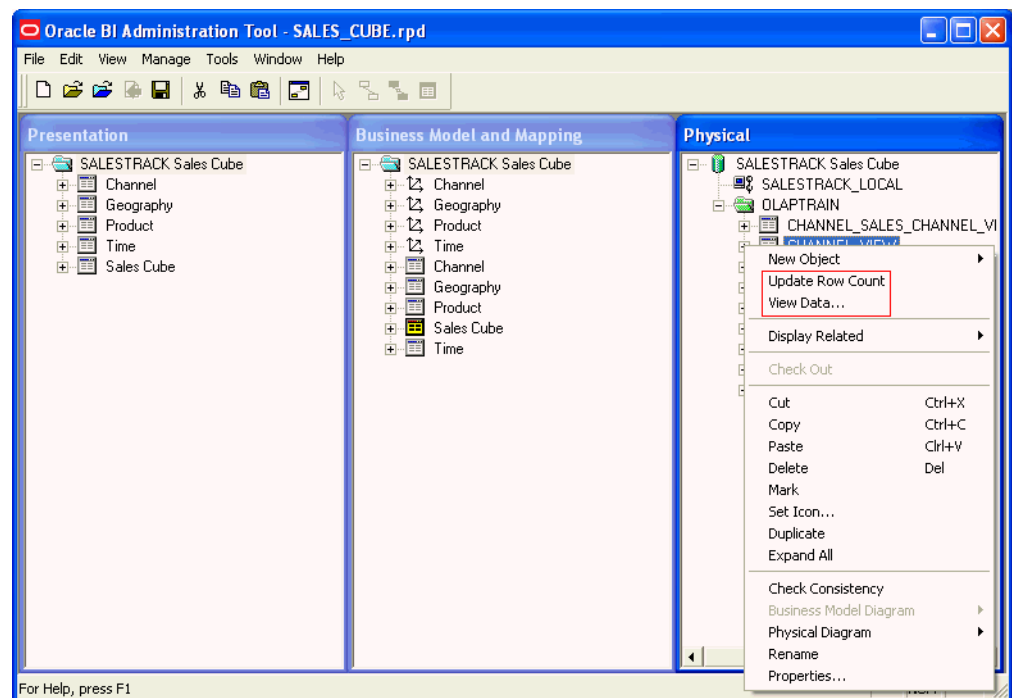 Oracle BI Administration Tool - SALES_CUBE.rpd
File Edit View Manage Tools Window Help
Presentation
SALESTRACK Sales Cube
Channel
Geography
Product
Time
Sales Cube
Business Model and Mapping
SALESTRACK Sales Cube
Channel
Geography
Product
Time
Channel
Geography
Product
Sales Cube
Time
Physical
SALESTRACK Sales Cube
SALESTRACK_LOCAL
OLAPTRAIN
CHANNEL_SALES_CHANNEL_VI
CHANNEL_VIEW
New Object
Update Row Count
View Data...
Display Related
Check Out
Cut Ctrl+X
Copy Ctrl+C
Paste Ctrl+V
Delete Del
Mark
Set Icon...
Duplicate
Expand All
Check Consistency
Business Model Diagram
Physical Diagram
Rename
Properties...
For Help, press F1